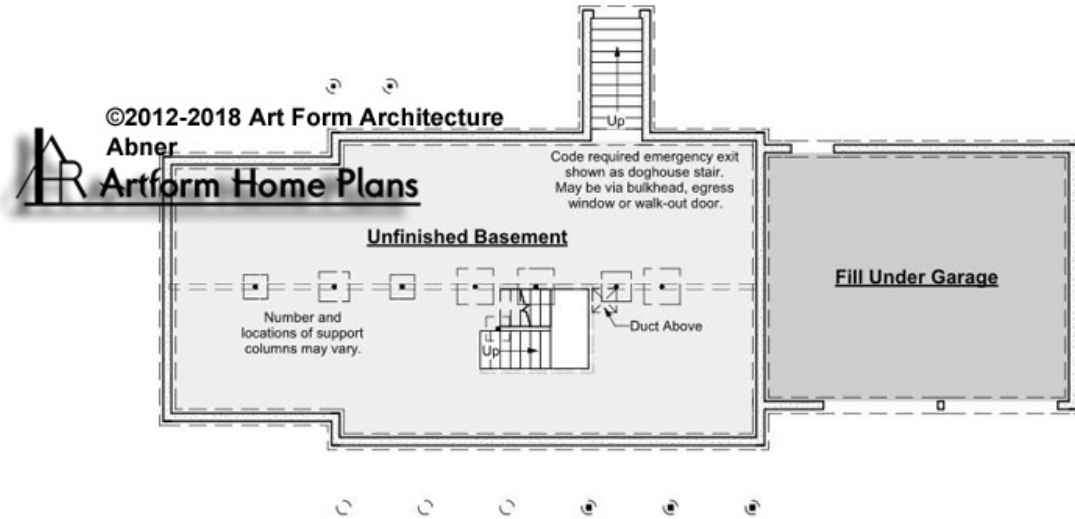 ©2012-2018 Art Form Architecture
Abner
Artform Home Plans
Up
Code required emergency exit
shown as doghouse stair.
May be via bulkhead, egress
window or walk-out door.
Unfinished Basement
Fill Under Garage
Number and
locations of support
columns may vary.
Duct Above
Up